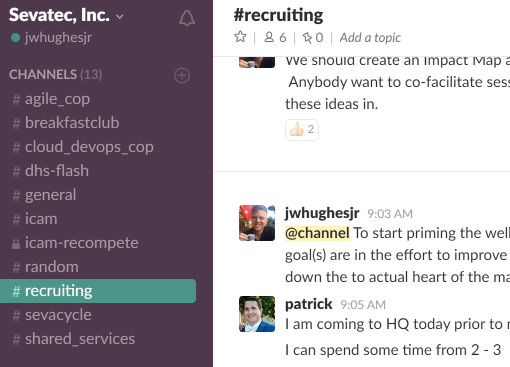 Sevatec, Inc.
jwhughesjr
CHANNELS (13)
# agile_cop
# breakfastclub
# cloud_devops_cop
# dhs-flash
# general
# icam
icam-recompete
# random
# recruiting
# sevacycle
# shared_services
#recruiting
6 | 0 | Add a topic
We should create an Impact Map
Anybody want to co-facilitate
these ideas in.
2
jwhughesjr 9:03 AM
@channel To start priming the
goal(s) are in the effort to improve
down the to actual heart of the
patrick 9:05 AM
I am coming to HQ today prior to
I can spend some time from 2 - 3